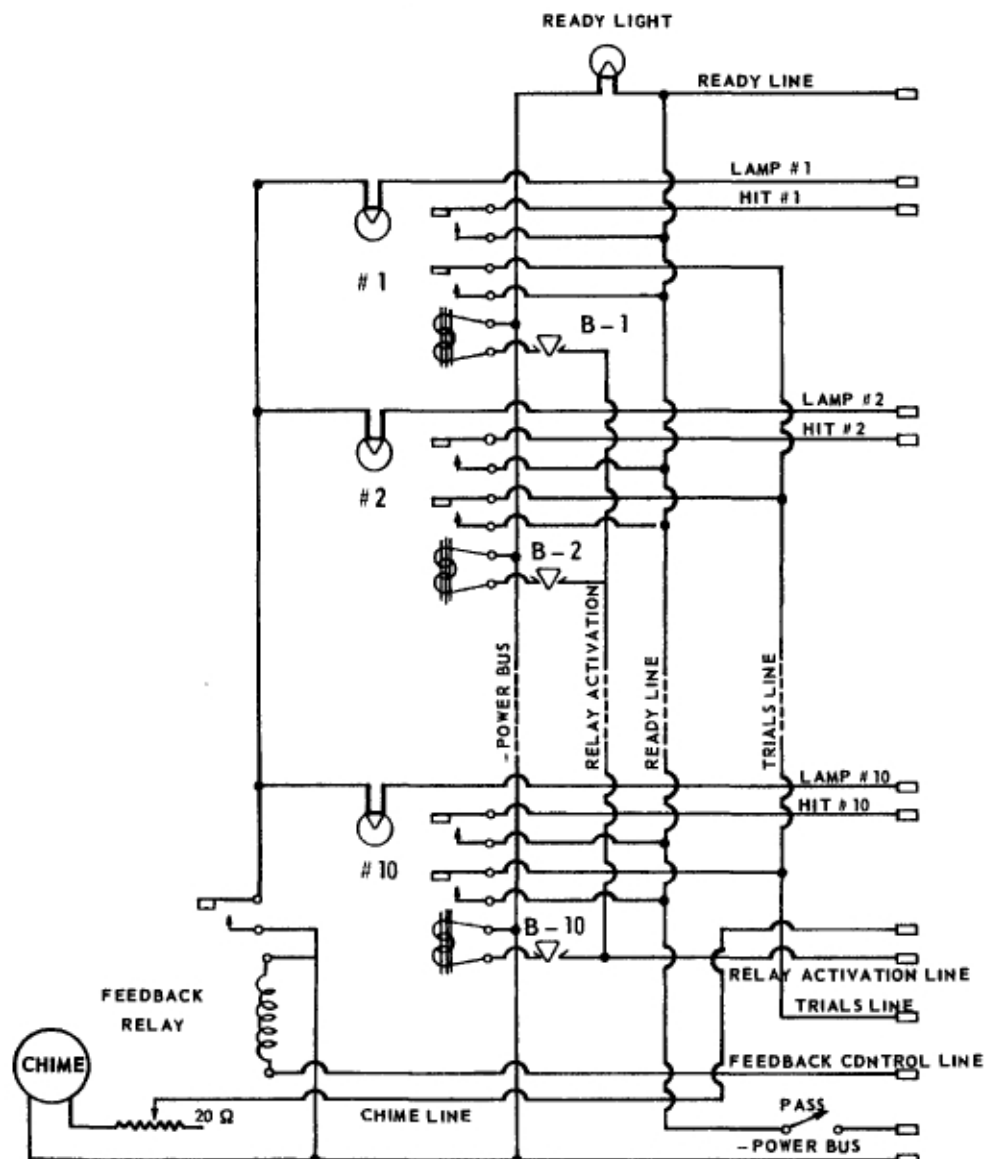 READY LIGHT
READY LINE
LAMP #1
HIT #1
# 1
B-1
LAMP #2
HIT #2
#2
B-2
-POWER BUS
RELAY ACTIVATION
READY LINE
TRIALS LINE
LAMP #10
HIT #10
# 10
B-10
RELAY ACTIVATION LINE
FEEDBACK
RELAY
TRIALS LINE
CHIME
FEEDBACK CONTROL LINE
20 Ω
CHIME LINE
PASS
-POWER BUS